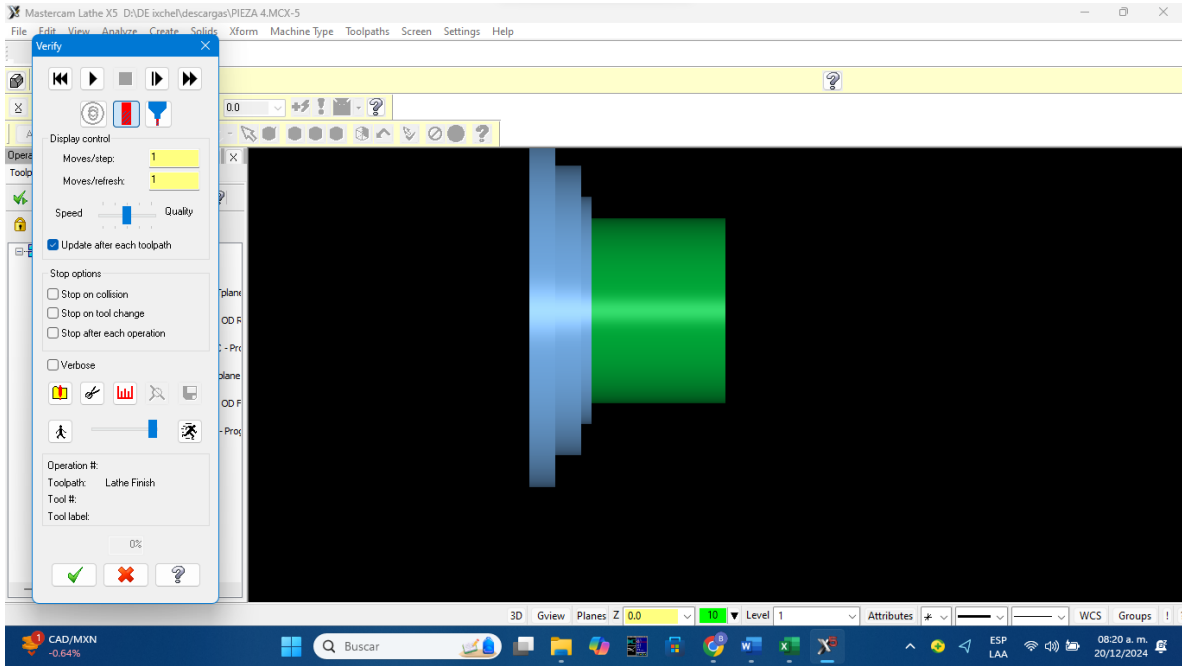 Mastercam Lathe X5 D:\DE ixchel\descargas\PIEZA 4.MCX-5
File Edit View Analyze Create Solids Xform Machine Type Toolpaths Screen Settings Help
Verify
0.0
Display control
Moves/step: 1
Moves/refresh: 1
Speed Quality
Update after each toolpath
Stop options
Stop on collision
Stop on tool change
Stop after each operation
Verbose
Operation #:
Toolpath: Lathe Finish
Tool #:
Tool label:
0%
Opera
Toolp
Tplane
OD R
C - Pro
plane
OD F
- Prog
3D Gview Planes Z 0.0 10 Level 1 Attributes WCS Groups !
1 CAD/MXN
-0.64%
Buscar
ESP
LAA
08:20 a. m.
20/12/2024